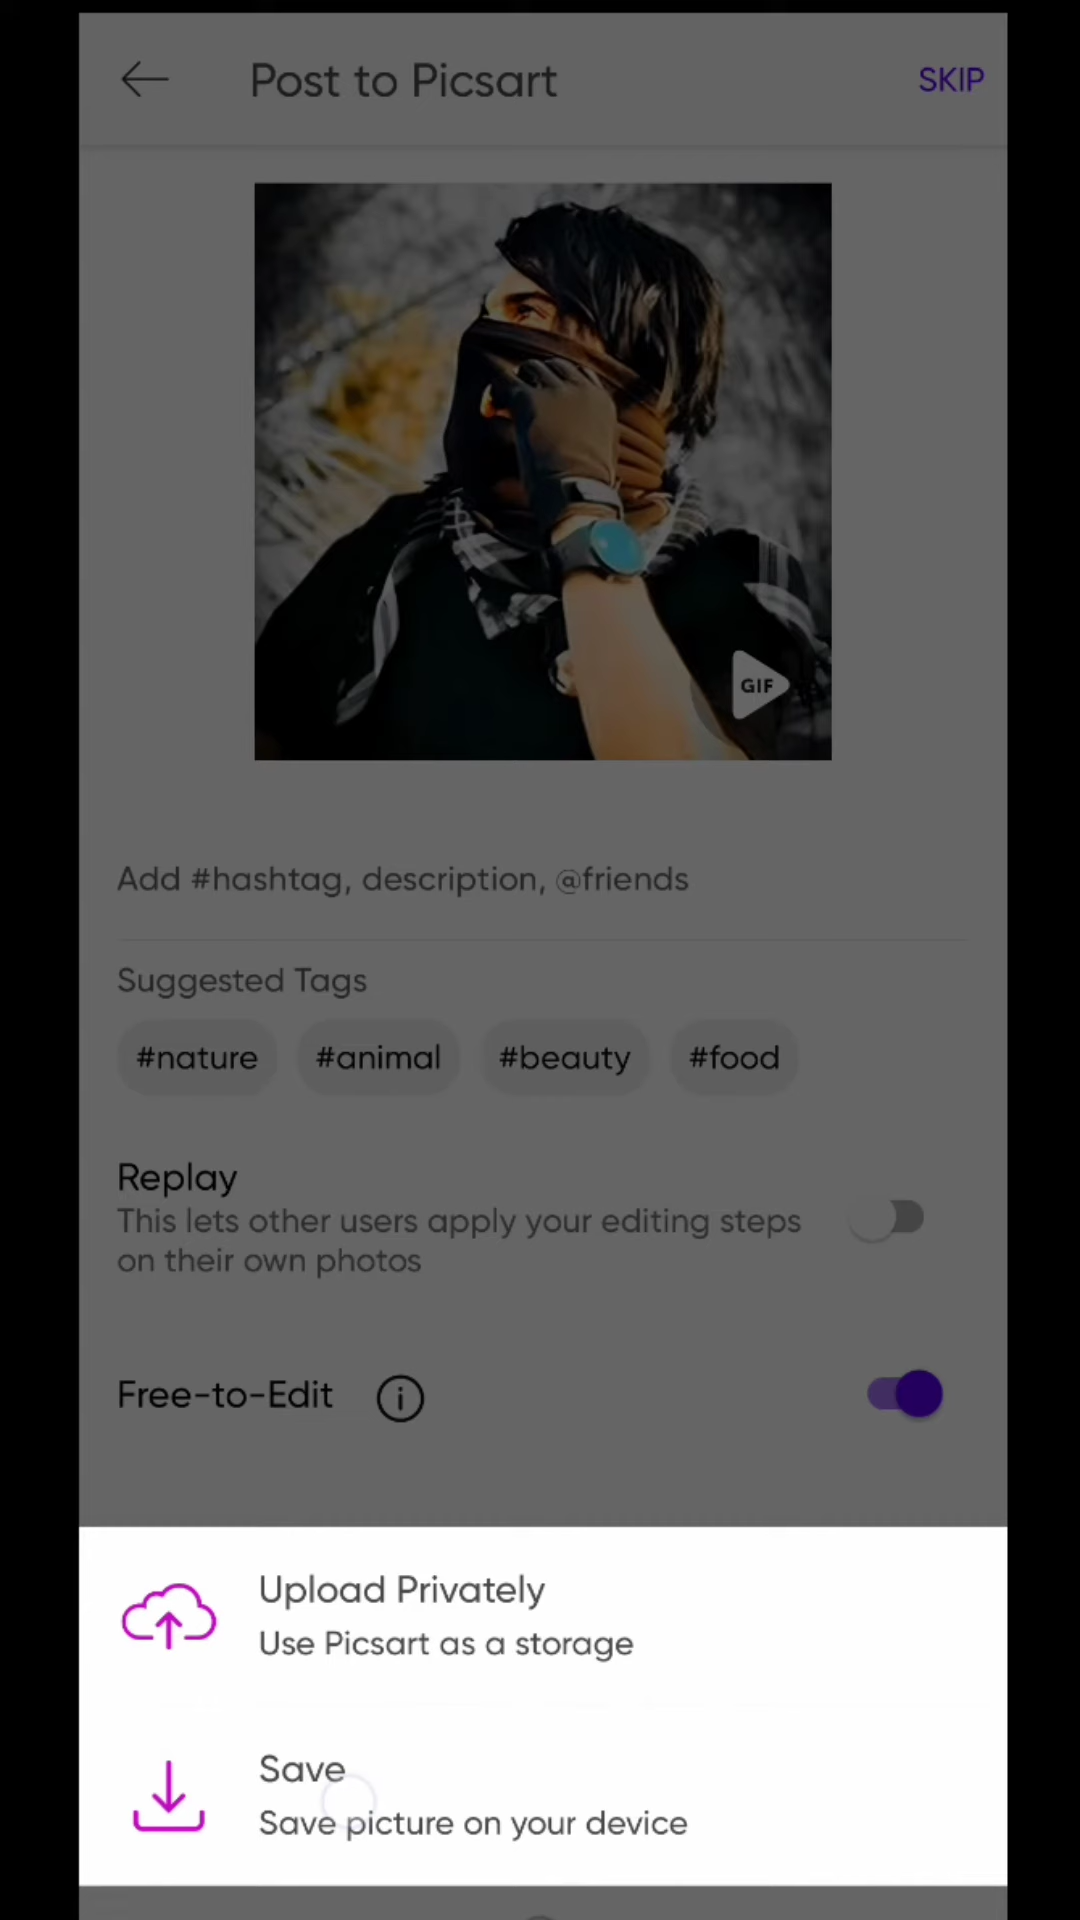 Post to Picsart
SKIP
GIF
Add #hashtag, description, @friends
Suggested Tags
#nature #animal #beauty #food
Replay
This lets other users apply your editing steps
on their own photos
Free-to-Edit
Upload Privately
Use Picsart as a storage
Save
Save picture on your device